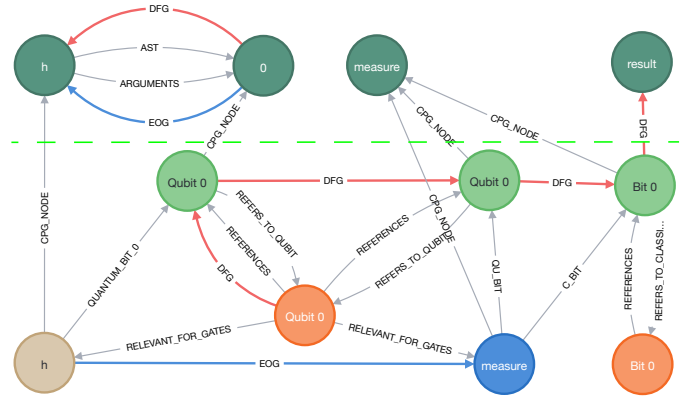 DFG
h
AST
0
measure
result
ARGUMENTS
EOG
CPG_NODE
CPG_NODE
CPG_NODE
DFG
Qubit 0
DFG
Qubit 0
DFG
Bit 0
CPG_NODE
QUANTUM_BIT_0
REFERS_TO_QUBIT
REFERENCES
REFERENCES
REFERS_TO_QUBIT
CPG_NODE
QU_BIT
C_BIT
REFERENCES
REFERS_TO_CLASSI...
DFG
Qubit 0
RELEVANT_FOR_GATES
RELEVANT_FOR_GATES
h
EOG
measure
Bit 0